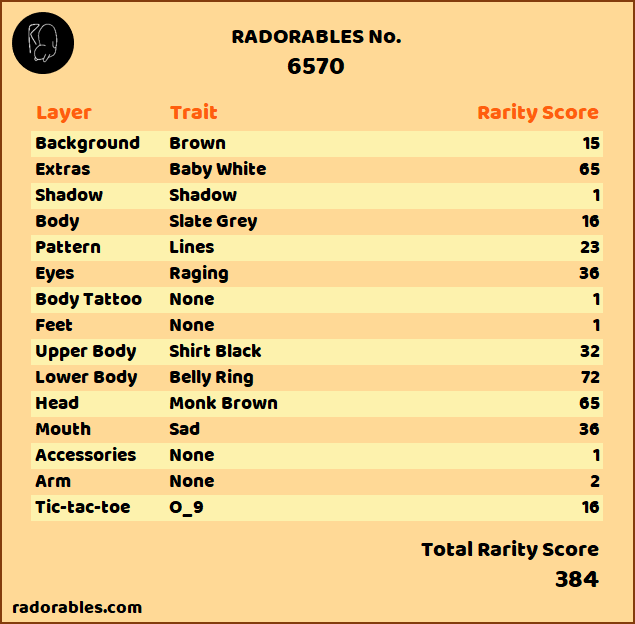 RADORABLES No.
6570
Layer Trait Rarity Score
Background Brown 15
Extras Baby White 65
Shadow Shadow 1
Body Slate Grey 16
Pattern Lines 23
Eyes Raging 36
Body Tattoo None 1
Feet None 1
Upper Body Shirt Black 32
Lower Body Belly Ring 72
Head Monk Brown 65
Mouth Sad 36
Accessories None 1
Arm None 2
Tic-tac-toe O_9 16
Total Rarity Score
384
radorables.com